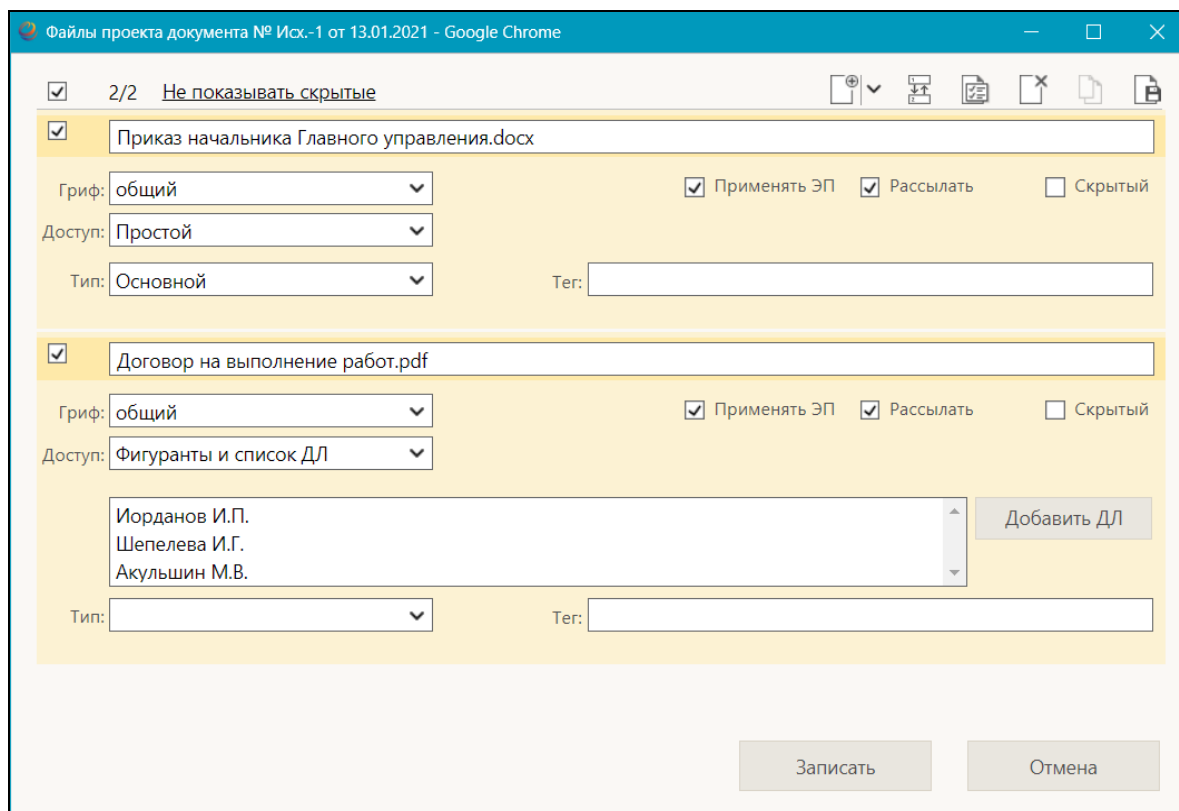 Файлы проекта документа № Исх.-1 от 13.01.2021 - Google Chrome
2/2 Не показывать скрытые
Приказ начальника Главного управления.docx
Гриф: общий Применять ЭП Рассылать Скрытый
Доступ: Простой
Тип: Основной Тег:
Договор на выполнение работ.pdf
Гриф: общий Применять ЭП Рассылать Скрытый
Доступ: Фигуранты и список ДЛ
Иорданов И.П. Добавить ДЛ
Шепелева И.Г.
Акульшин М.В.
Тип: Тег:
Записать Отмена